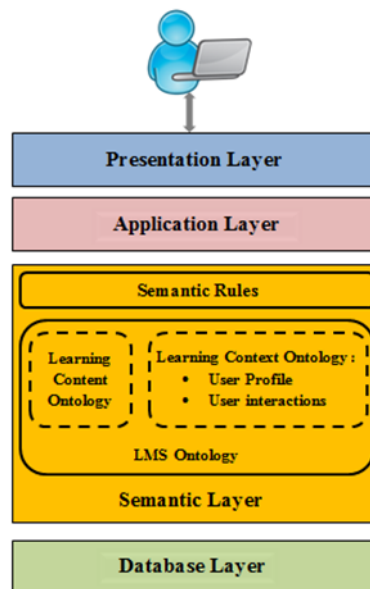 Presentation Layer
Application Layer
Semantic Rules
Learning
Content
Ontology
Learning Context Ontology :
• User Profile
• User interactions
LMS Ontology
Semantic Layer
Database Layer